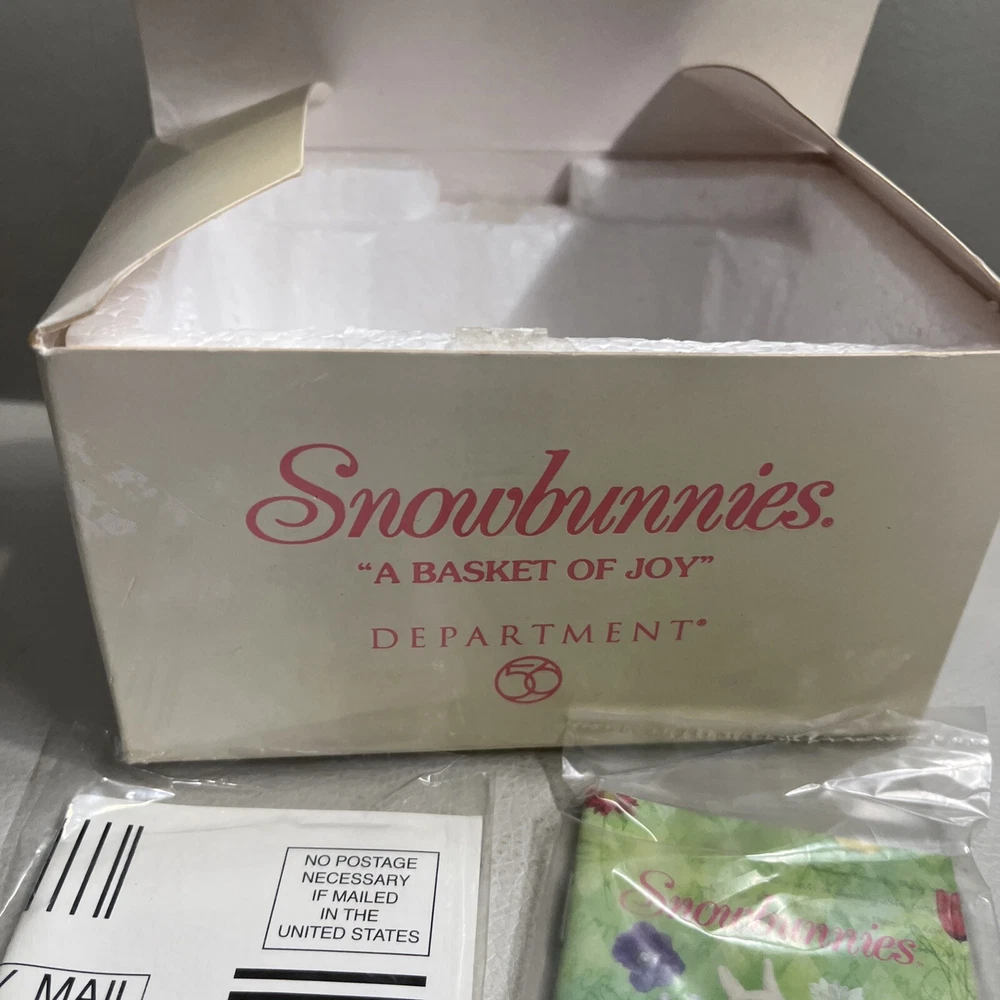 Snowbunnies®
“A BASKET OF JOY”
DEPARTMENT®
56
NO POSTAGE
NECESSARY
IF MAILED
IN THE
UNITED STATES
MAIL
Snowbunnies